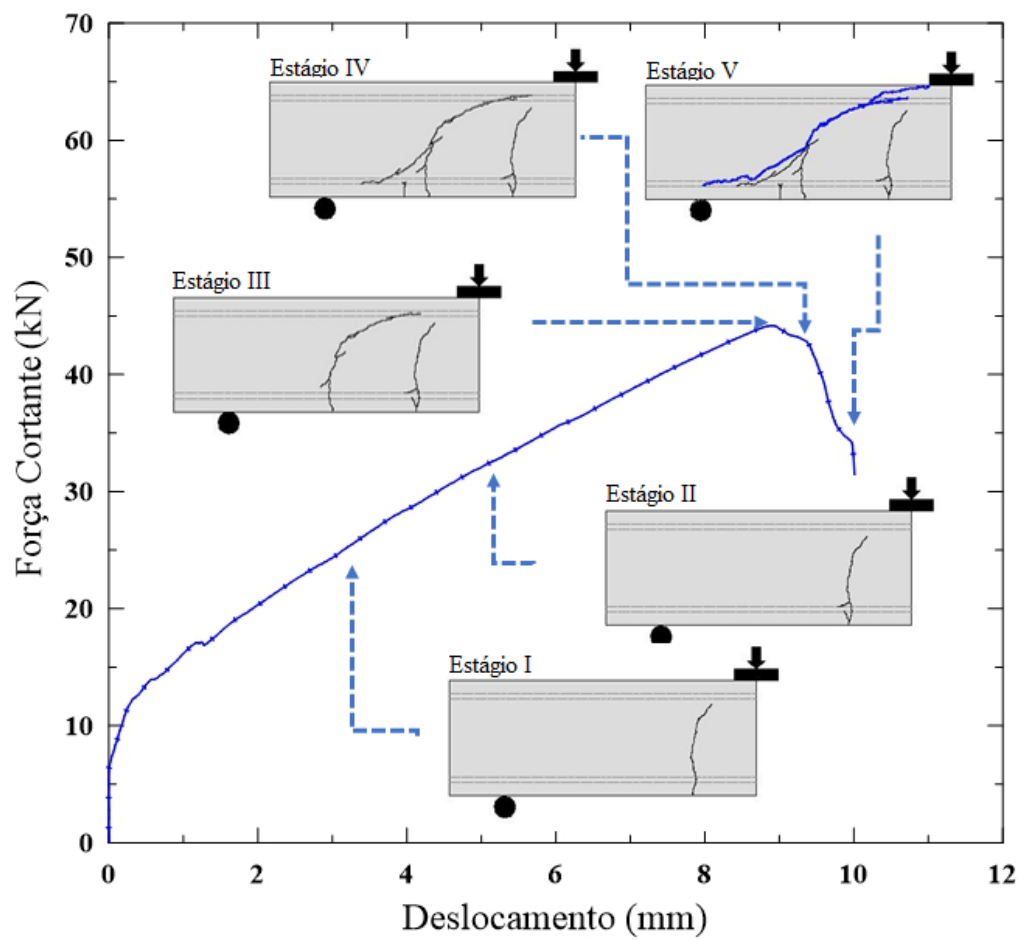 70
60
50
40
30
20
10
0
Força Cortante (kN)
Estágio IV
Estágio V
Estágio III
Estágio II
Estágio I
0
2
4
6
8
10
12
Deslocamento (mm)